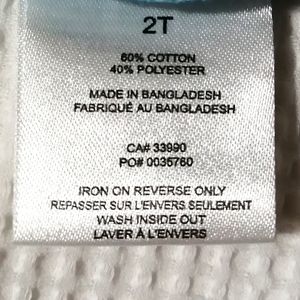 2T
60% COTTON
40% POLYESTER
MADE IN BANGLADESH
FABRIQUÉ AU BANGLADESH
CA# 33990
PO# 0035760
IRON ON REVERSE ONLY
REPASSER SUR L'ENVERS SEULEMENT
WASH INSIDE OUT
LAVER À L'ENVERS